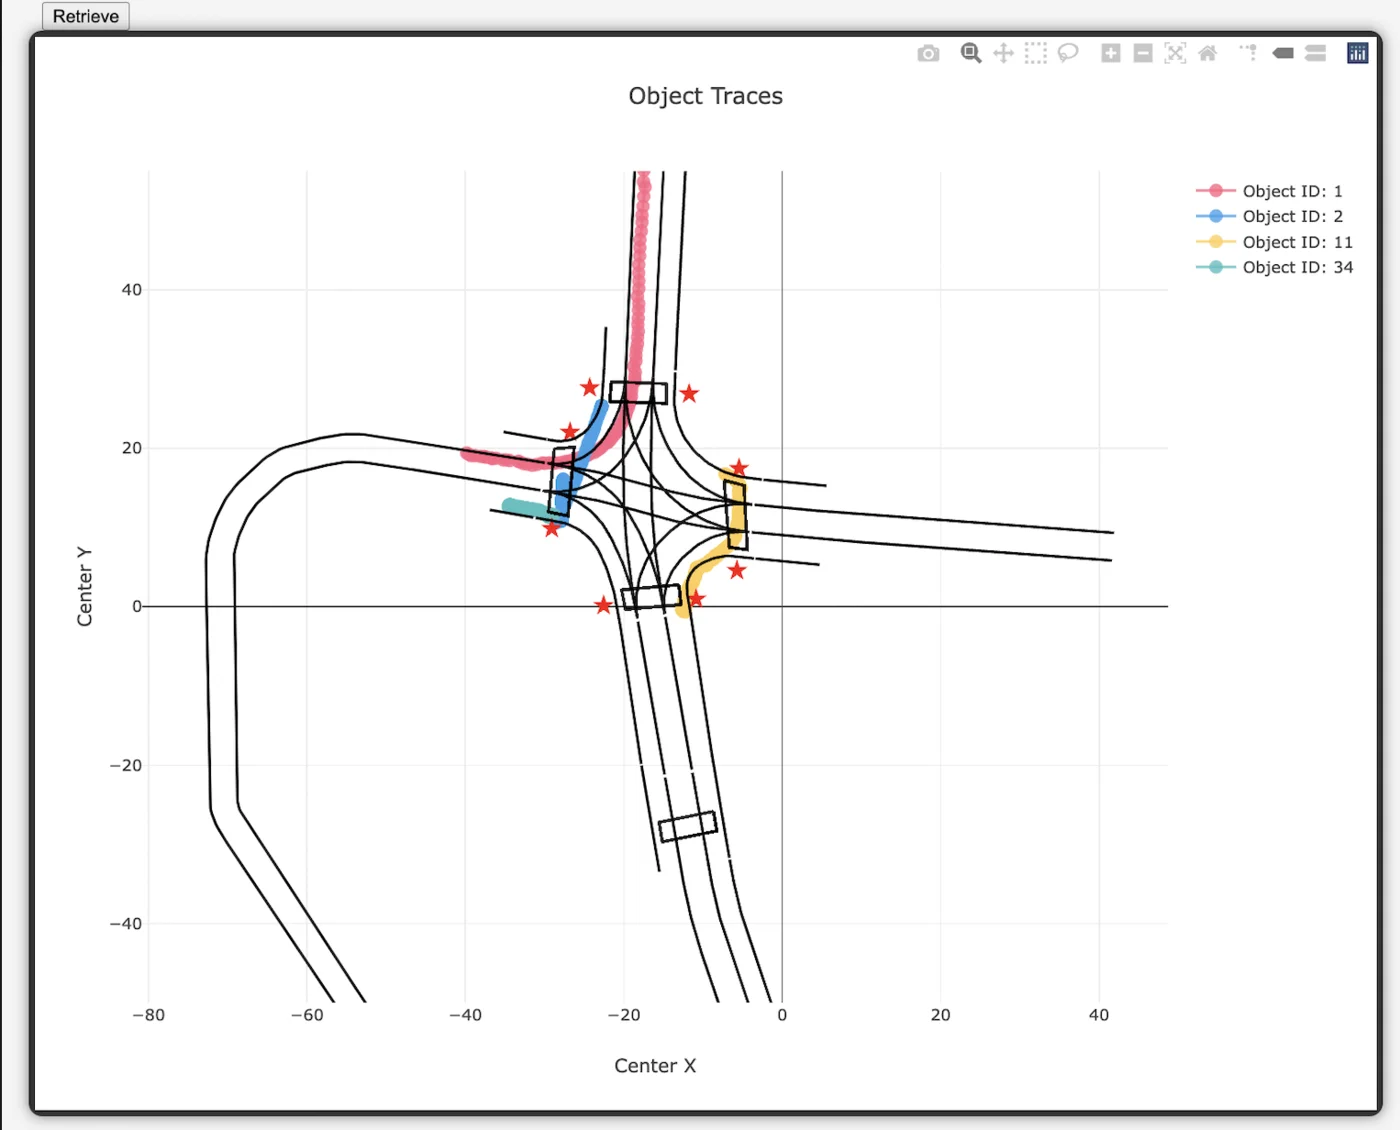 Retrieve
Object Traces
Object ID: 1
Object ID: 2
Object ID: 11
Object ID: 34
40
20
0
−20
−40
Center Y
−80
−60
−40
−20
0
20
40
Center X